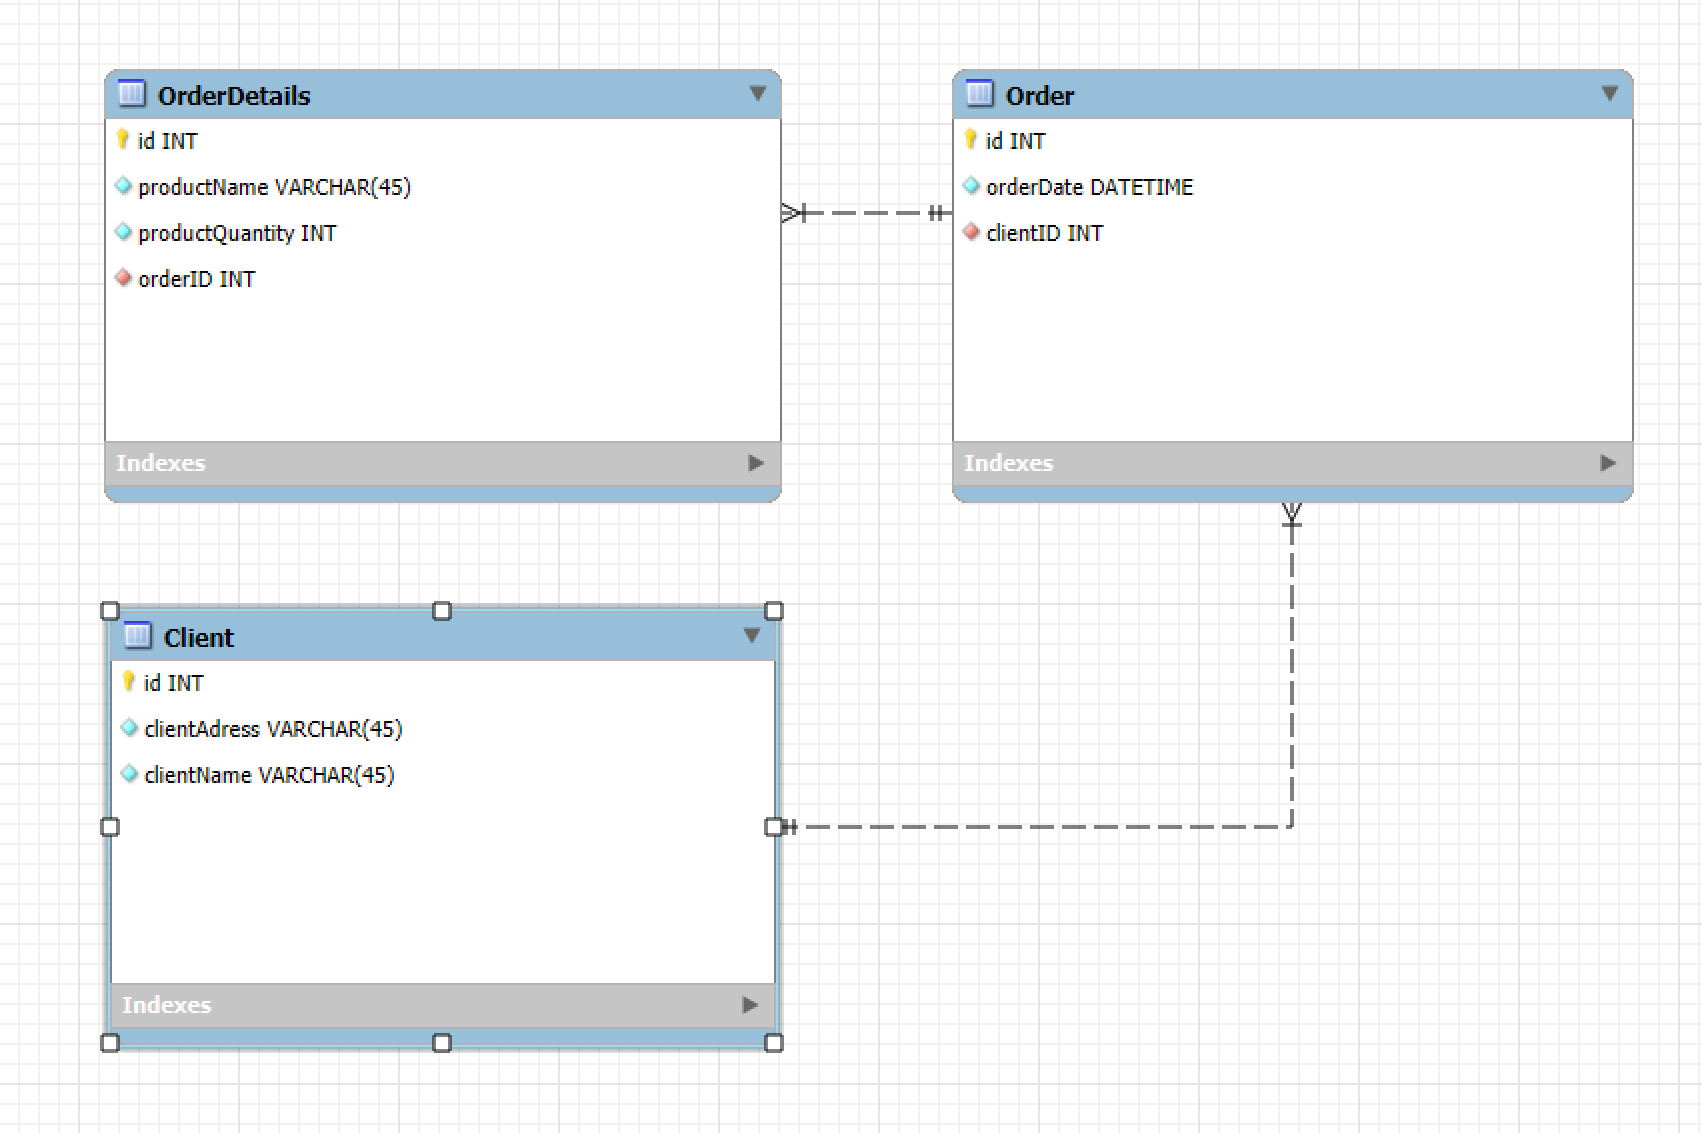 OrderDetails
id INT
productName VARCHAR(45)
productQuantity INT
orderID INT
Indexes
Order
id INT
orderDate DATETIME
clientID INT
Indexes
Client
id INT
clientAdress VARCHAR(45)
clientName VARCHAR(45)
Indexes